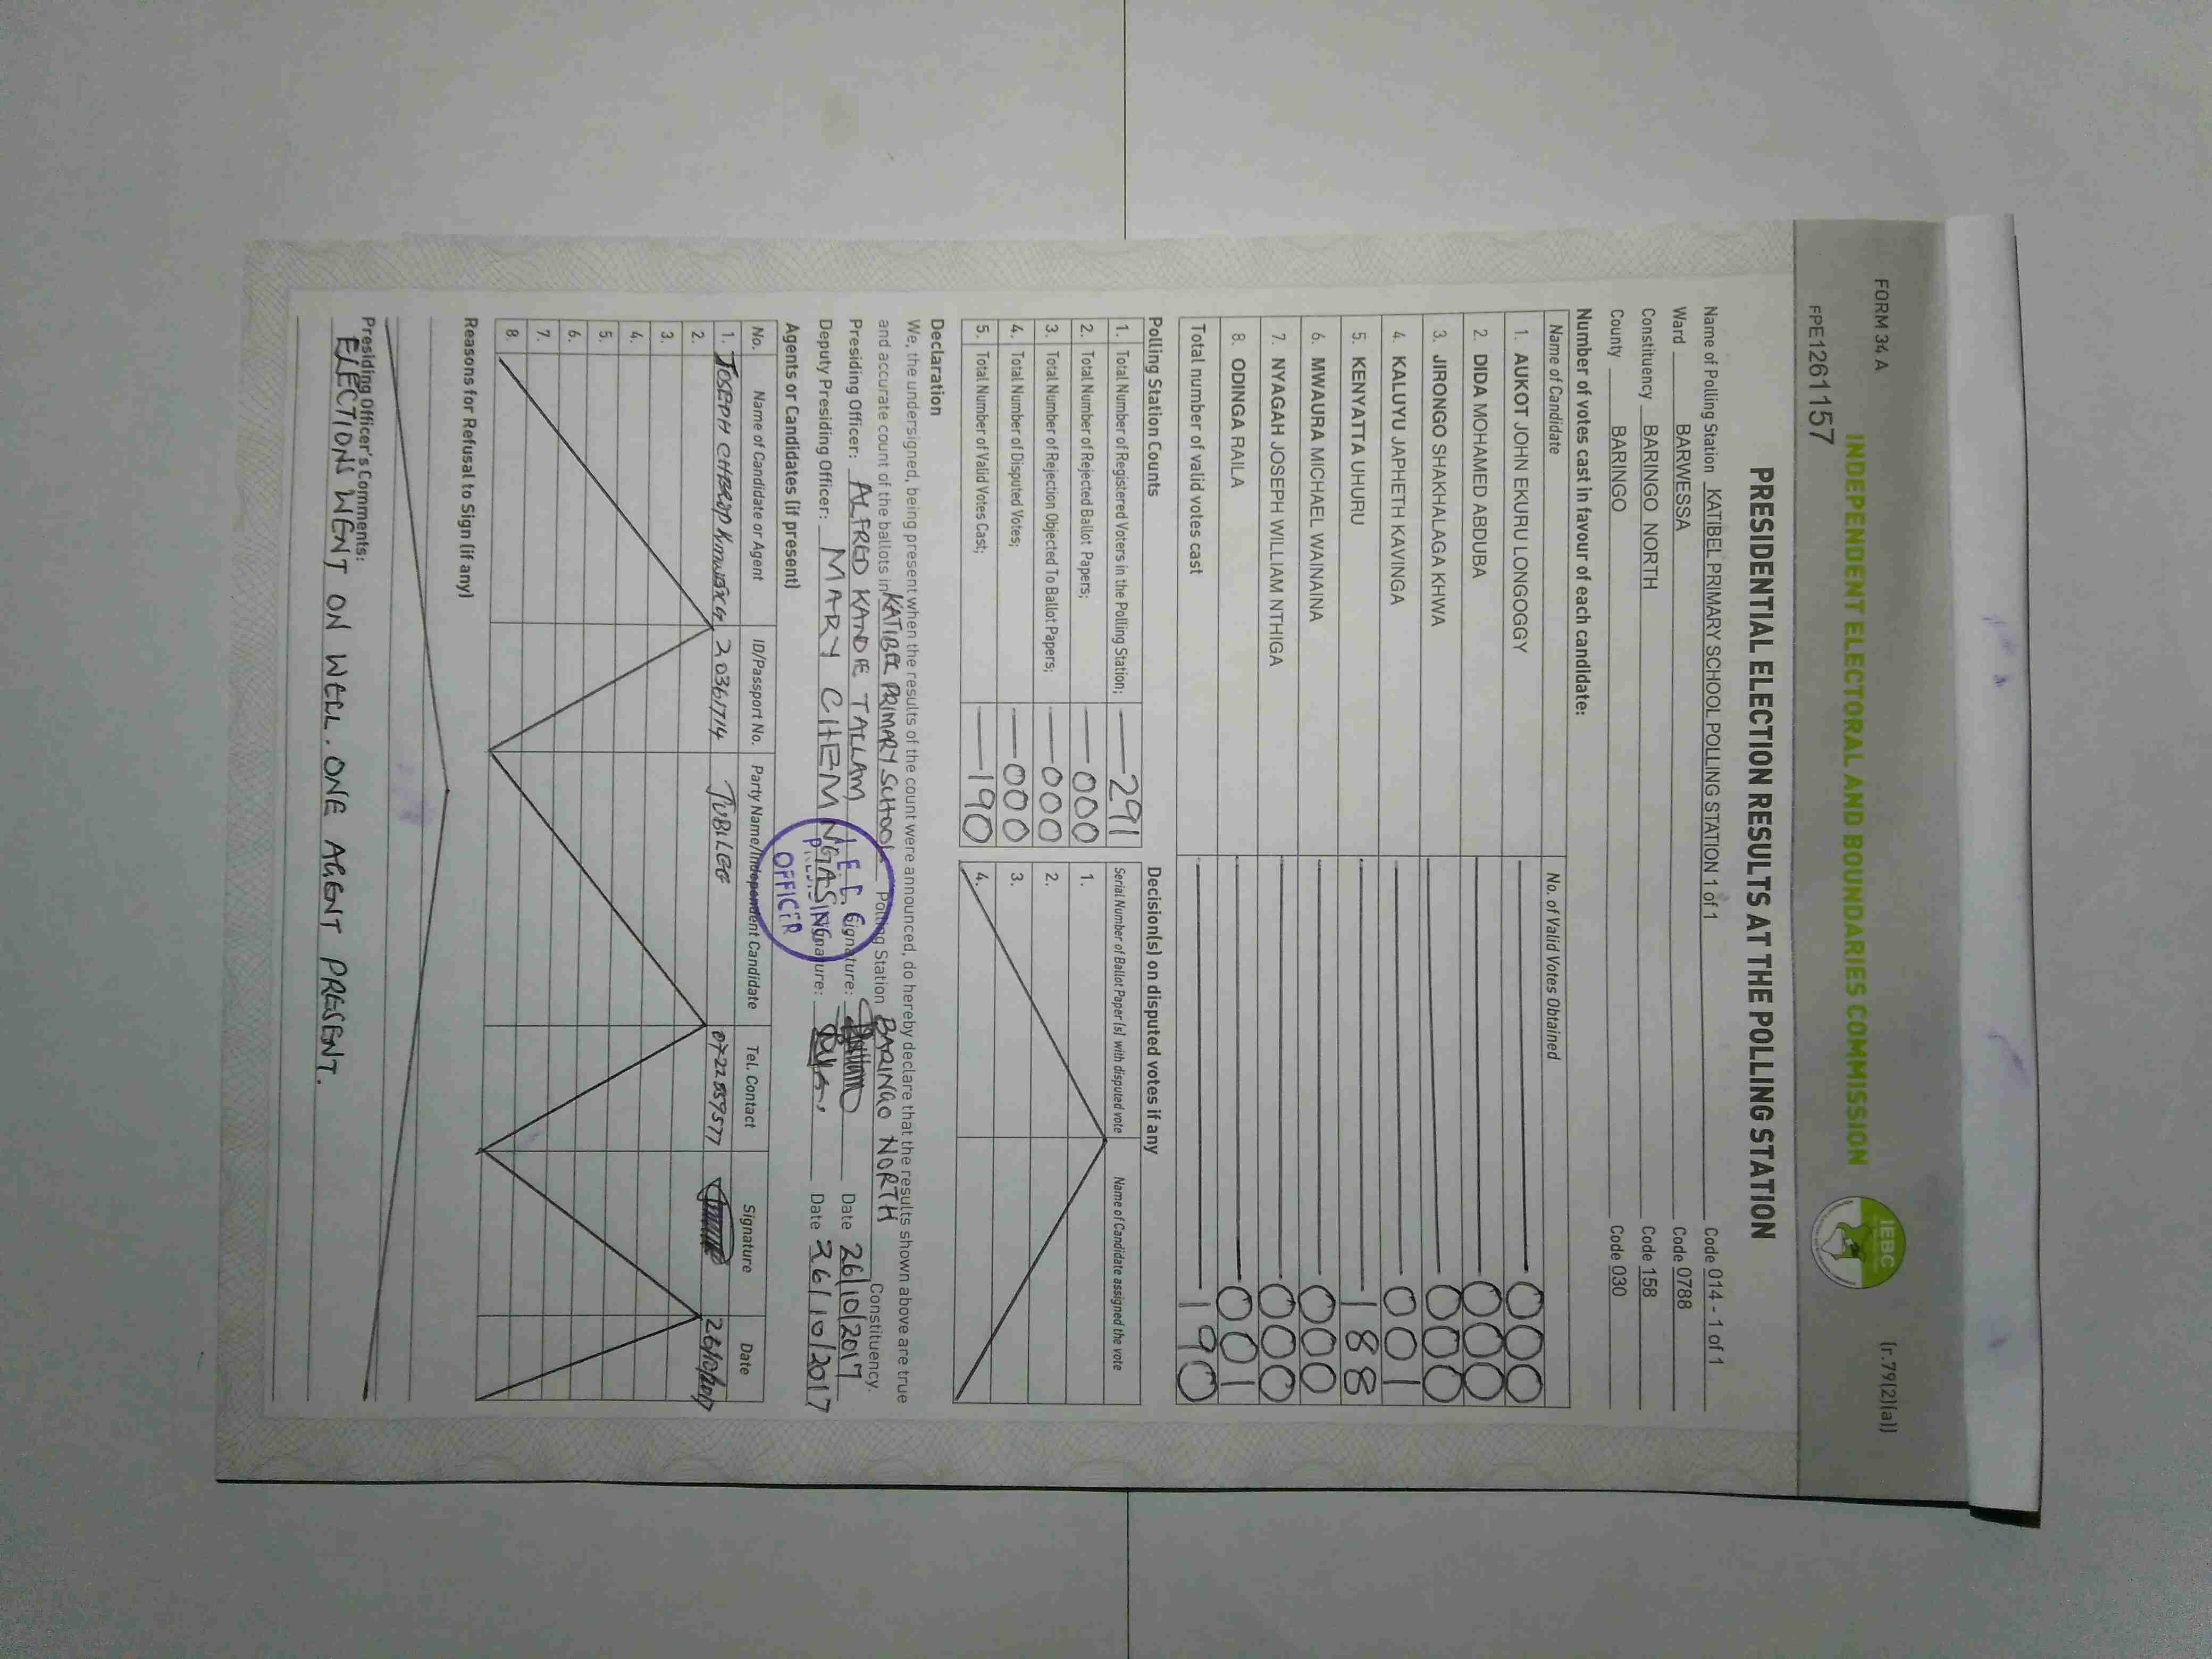 FORM 34 A
(r.79(2)(a))
INDEPENDENT ELECTORAL AND BOUNDARIES COMMISSION
IEBC
FPE1261157
PRESIDENTIAL ELECTION RESULTS AT THE POLLING STATION
Name of Polling Station KATIBEL PRIMARY SCHOOL POLLING STATION 1 of 1 Code 014 - 1 of 1
Ward BARWESSA Code 0788
Constituency BARINGO NORTH Code 158
County BARINGO Code 030
Number of votes cast in favour of each candidate:
Name of Candidate No. of Valid Votes Obtained
1. AUKOT JOHN EKURU LONGOGGY 000
2. DIDA MOHAMED ABDUBA 000
3. JIRONGO SHAKHALAGA KHWA 000
4. KALUYU JAPHETH KAVINGA 001
5. KENYATTA UHURU 188
6. MWAURA MICHAEL WAINAINA 000
7. NYAGAH JOSEPH WILLIAM NTHIGA 000
8. ODINGA RAILA 001
Total number of valid votes cast 190
Polling Station Counts
1. Total Number of Registered Voters in the Polling Station; 291
2. Total Number of Rejected Ballot Papers; 000
3. Total Number of Rejection Objected To Ballot Papers; 000
4. Total Number of Disputed Votes; 000
5. Total Number of Valid Votes Cast; 190
Decision(s) on disputed votes if any
Serial Number of Ballot Paper (s) with disputed vote Name of Candidate assigned the vote
1.
2.
3.
4.
Declaration
We, the undersigned, being present when the results of the count were announced, do hereby declare that the results shown above are true
and accurate count of the ballots in KATIBEL PRIMARY SCHOOL Polling Station BARINGO NORTH Constituency.
Presiding Officer: ALFRED KANDIE TALLAM Signature: Date 26/10/2017
Deputy Presiding Officer: MARY CHEMNGASING Signature: Date 26/10/2017
I.E.C.
PRESIDING
OFFICER
Agents or Candidates (if present)
No. Name of Candidate or Agent ID/Passport No. Party Name/Independent Candidate Tel. Contact Signature Date
1. JOSEPH CHEROP 20361714 JUBILEE 26/10/2017
2.
3.
4.
5.
6.
7.
8.
Reasons for Refusal to Sign (if any)
Presiding Officer's Comments:
ELECTIONS WENT ON WELL. ONE AGENT PRESENT.